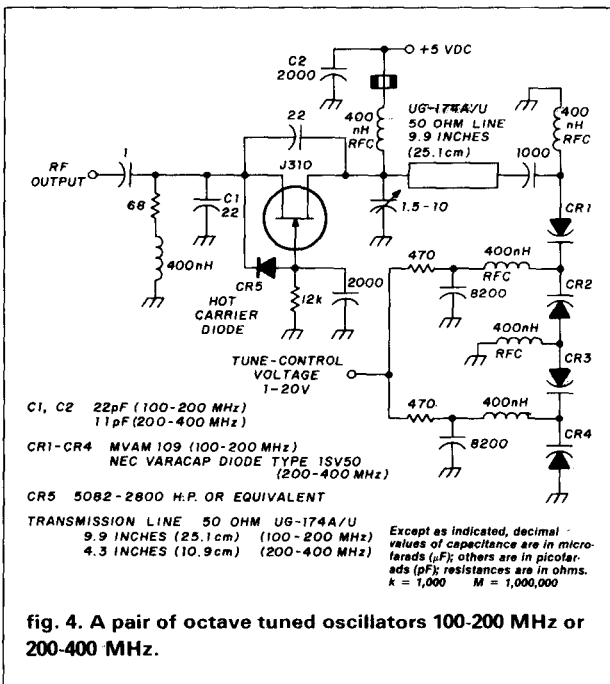 C2
2000
+5 VDC
22
400
nH
RFC
UG-174A/U
50 OHM LINE
9.9 INCHES
(25.1cm)
400
nH
RFC
1000
RF
OUTPUT
1
J310
68
C1
22
1.5-10
CR1
400nH
CR5
HOT
CARRIER
DIODE
12k
2000
470
400nH
RFC
8200
CR2
400nH
RFC
CR3
TUNE-CONTROL
VOLTAGE
1-20V
470
400nH
8200
CR4
C1, C2 22pF (100-200 MHz)
11pF (200-400 MHz)
CR1-CR4 MVAM 109 (100-200 MHz)
NEC VARACAP DIODE TYPE 1SV50
(200-400 MHz)
CR5 5082-2800 H.P. OR EQUIVALENT
TRANSMISSION LINE 50 OHM UG-174A/U
9.9 INCHES (25.1cm) (100-200 MHz)
4.3 INCHES (10.9cm) (200-400 MHz)
Except as indicated, decimal
values of capacitance are in micro-
farads (μF); others are in picofar-
ads (pF); resistances are in ohms.
k = 1,000 M = 1,000,000
fig. 4. A pair of octave tuned oscillators 100-200 MHz or
200-400 MHz.